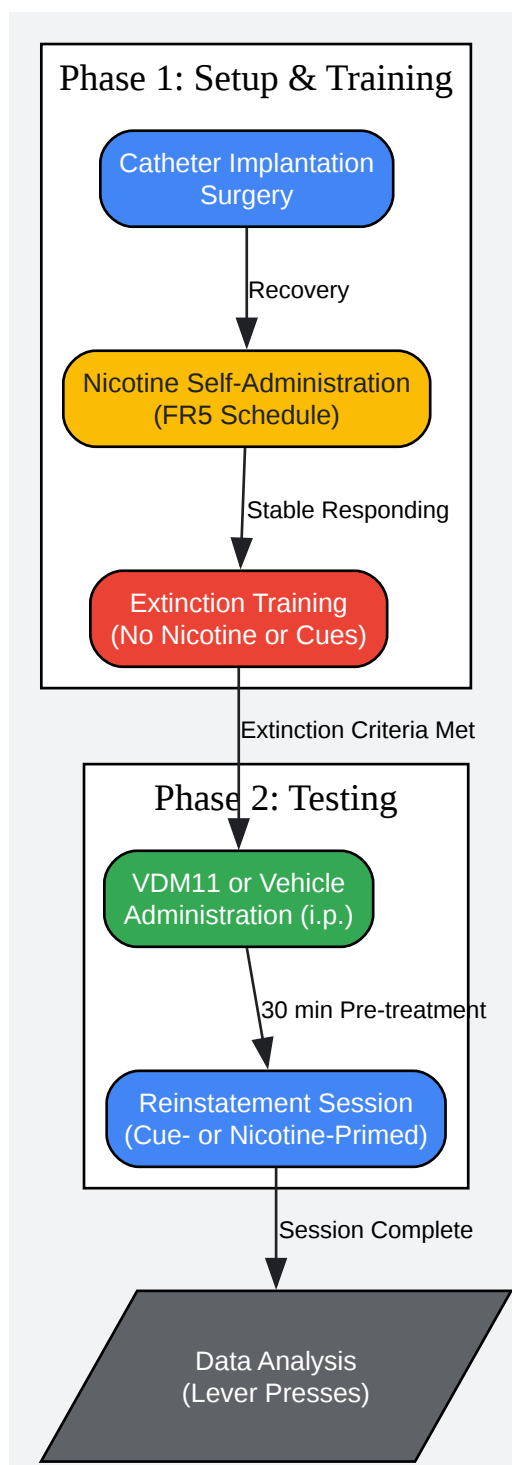 Phase 1: Setup & Training
Catheter Implantation
Surgery
Recovery
Nicotine Self-Administration
(FR5 Schedule)
Stable Responding
Extinction Training
(No Nicotine or Cues)
Extinction Criteria Met
Phase 2: Testing
VDM11 or Vehicle
Administration (i.p.)
30 min Pre-treatment
Reinstatement Session
(Cue- or Nicotine-Primed)
Session Complete
Data Analysis
(Lever Presses)